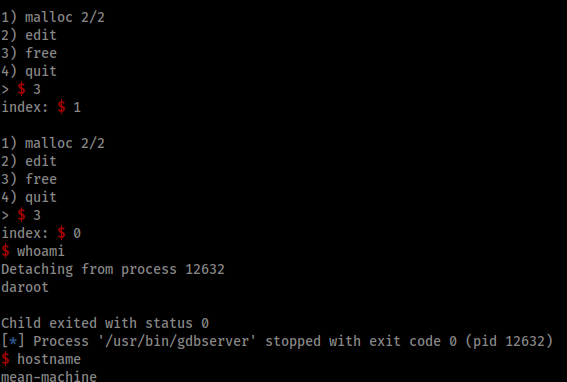 1) malloc 2/2
2) edit
3) free
4) quit
> $ 3
index: $ 1
1) malloc 2/2
2) edit
3) free
4) quit
> $ 3
index: $ 0
$ whoami
Detaching from process 12632
daroot
Child exited with status 0
[*] Process '/usr/bin/gdbserver' stopped with exit code 0 (pid 12632)
$ hostname
mean-machine